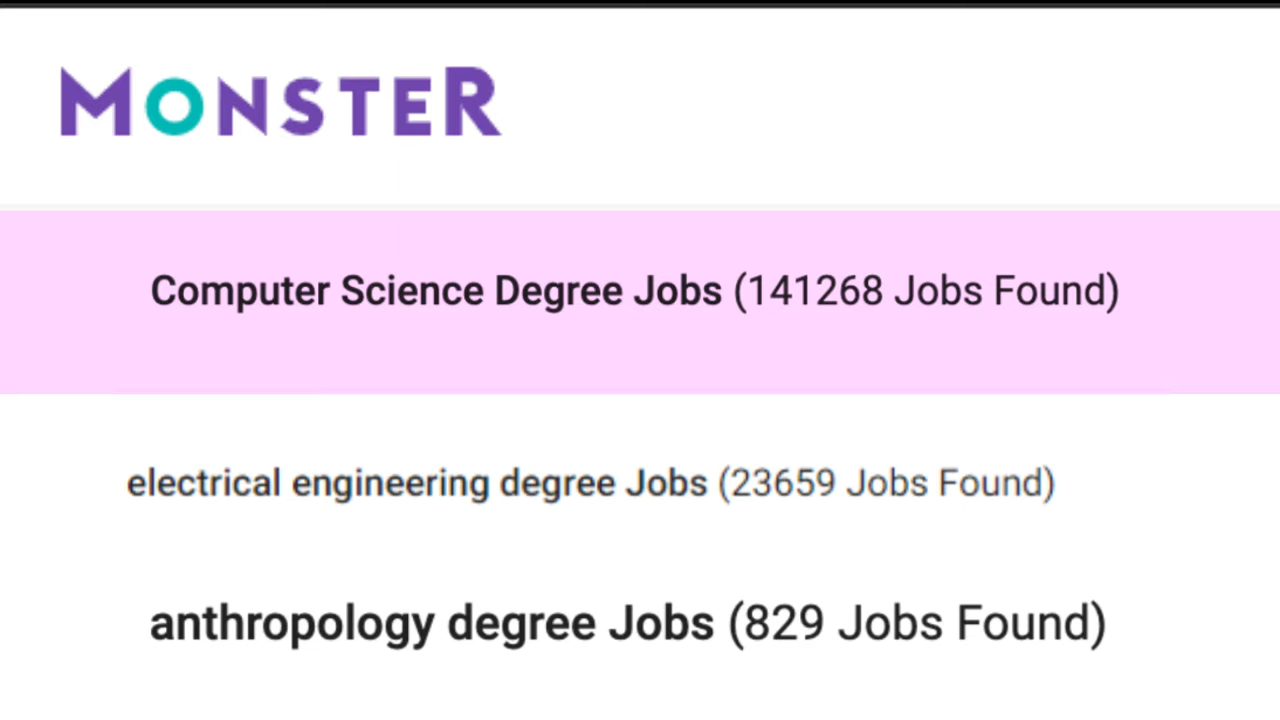 MONSTER
Computer Science Degree Jobs (141268 Jobs Found)
electrical engineering degree Jobs (23659 Jobs Found)
anthropology degree Jobs (829 Jobs Found)